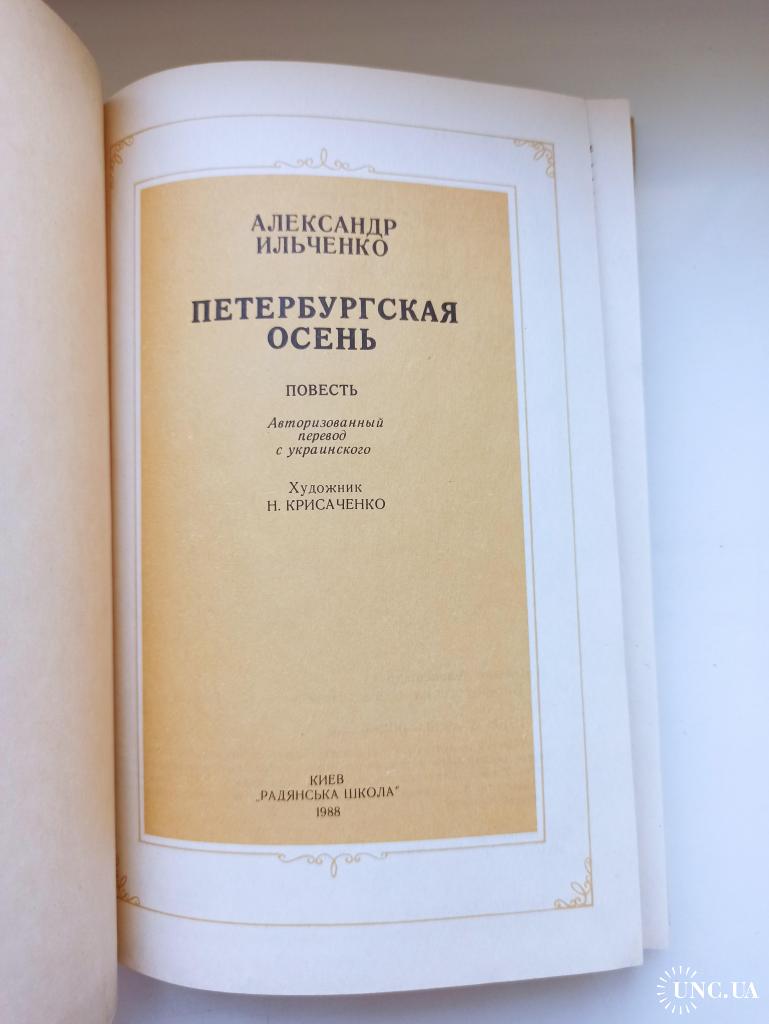 АЛЕКСАНДР
ИЛЬЧЕНКО
ПЕТЕРБУРГСКАЯ
ОСЕНЬ
ПОВЕСТЬ
Авторизованный
перевод
с украинского
Художник
Н. КРИСАЧЕНКО
КИЕВ
„РАДЯНСЬКА ШКОЛА"
1988
UNC.UA